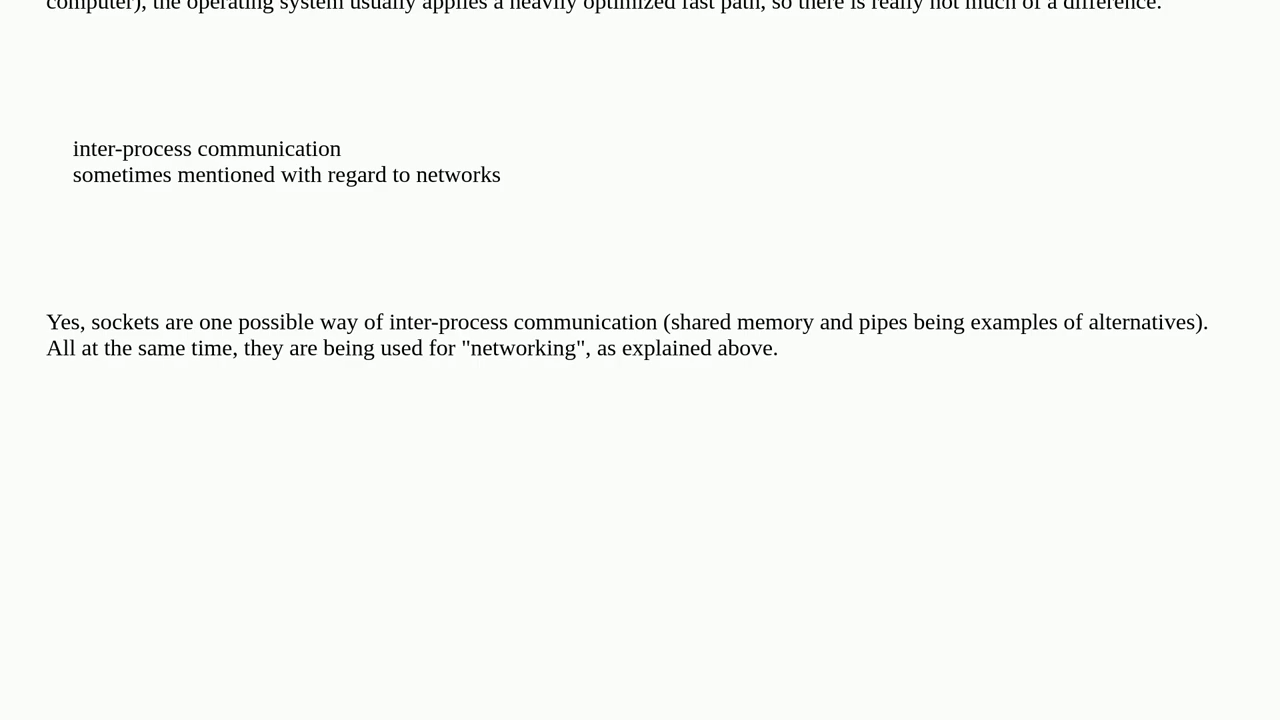 computer), the operating system usually applies a heavily optimized fast path, so there is really not much of a difference.
inter-process communication
sometimes mentioned with regard to networks
Yes, sockets are one possible way of inter-process communication (shared memory and pipes being examples of alternatives).
All at the same time, they are being used for "networking", as explained above.